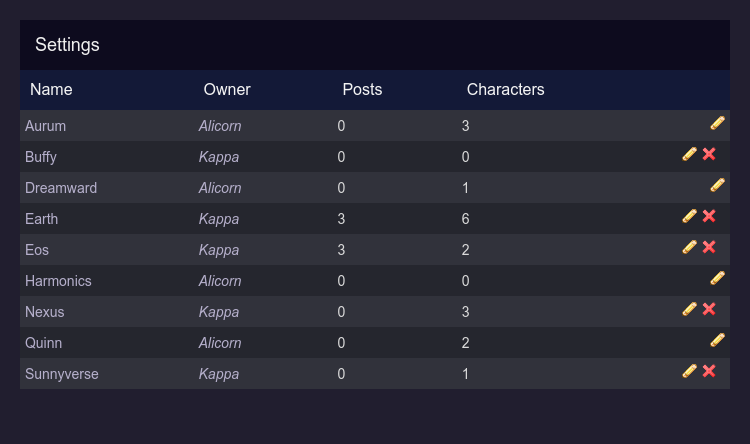 Settings
Name Owner Posts Characters
Aurum Alicorn 0 3
Buffy Kappa 0 0
Dreamward Alicorn 0 1
Earth Kappa 3 6
Eos Kappa 3 2
Harmonics Alicorn 0 0
Nexus Kappa 0 3
Quinn Alicorn 0 2
Sunnyverse Kappa 0 1